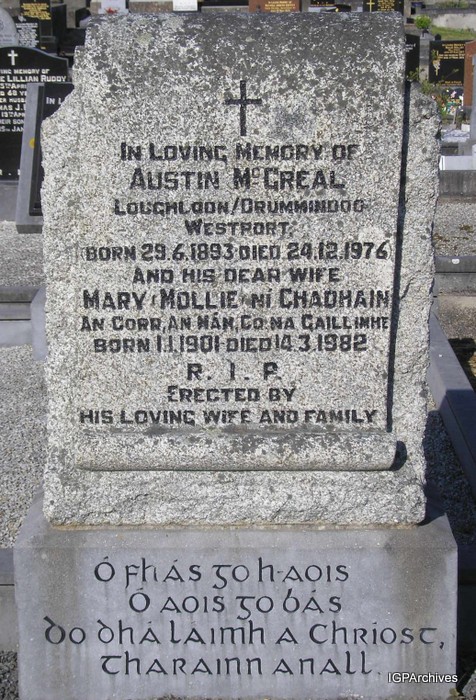 IN LOVING MEMORY OF
AUSTIN McGREAL
LOUGHLOON/DRUMMINDOO
WESTPORT,
BORN 29.6.1893 DIED 24.12.1976
AND HIS DEAR WIFE
MARY (MOLLIE) NÍ CHADHAIN
AN CORR, AN MÁN, CO. NA GAILLIMHE
BORN 1.1.1901 DIED 14.3.1982
R. I. P.
ERECTED BY
HIS LOVING WIFE AND FAMILY
Ó fhás go h-aois
Ó aois go bás
Do dhá laimh a Chríost,
Tharainn anall.
IGPArchives